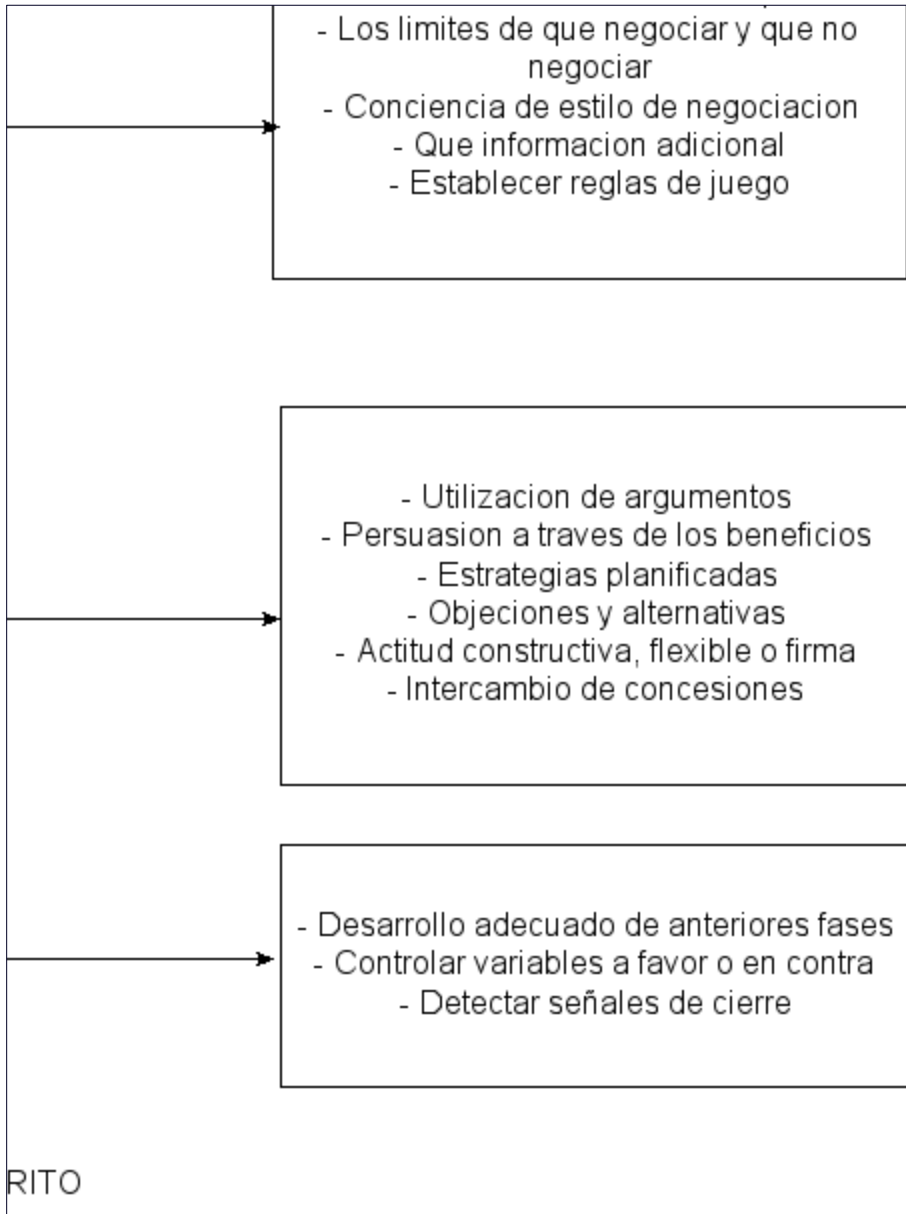 - Los limites de que negociar y que no
negociar
- Conciencia de estilo de negociacion
- Que informacion adicional
- Establecer reglas de juego
- Utilizacion de argumentos
- Persuasion a traves de los beneficios
- Estrategias planificadas
- Objeciones y alternativas
- Actitud constructiva, flexible o firma
- Intercambio de concesiones
- Desarrollo adecuado de anteriores fases
- Controlar variables a favor o en contra
- Detectar señales de cierre
RITO